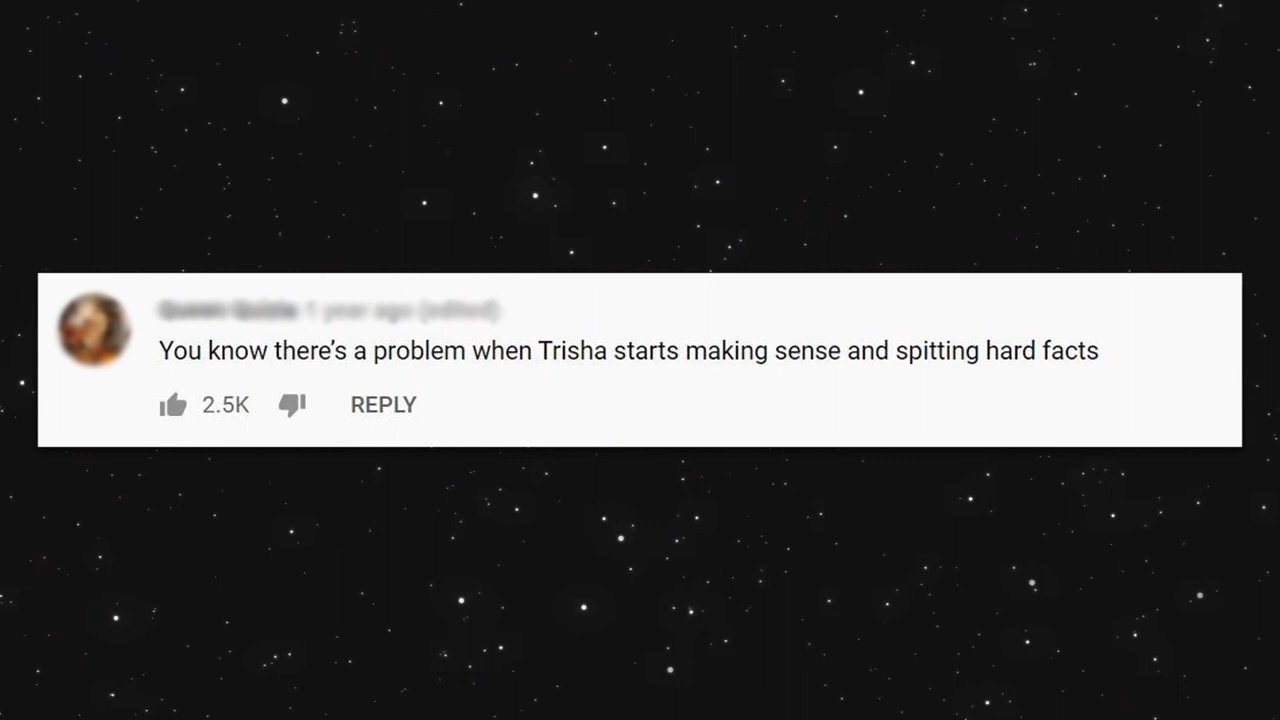 You know there’s a problem when Trisha starts making sense and spitting hard facts
2.5K REPLY